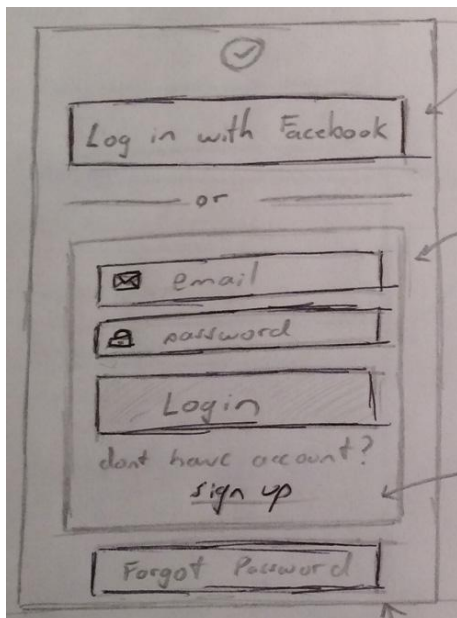 Log in with Facebook
or
email
password
Login
dont have account?
sign up
Forgot Password